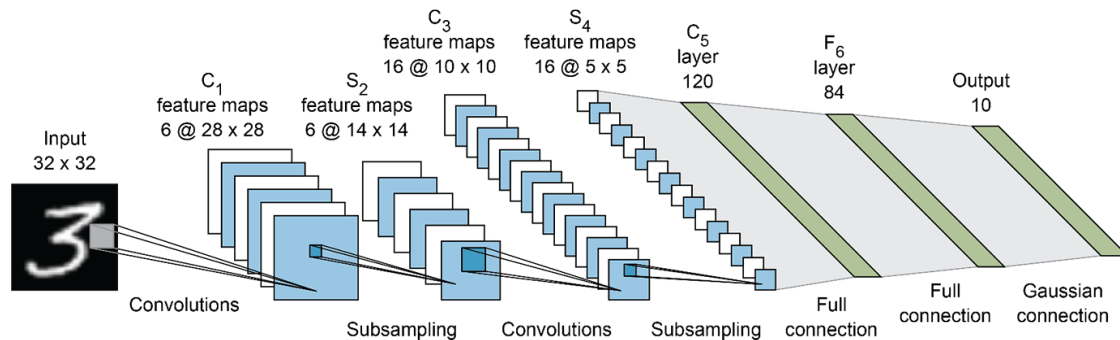 Input
32 x 32
C1
feature maps
6 @ 28 x 28
S2
feature maps
6 @ 14 x 14
C3
feature maps
16 @ 10 x 10
S4
feature maps
16 @ 5 x 5
C5
layer
120
F6
layer
84
Output
10
3
Convolutions
Subsampling
Convolutions
Subsampling
Full
connection
Full
connection
Gaussian
connection